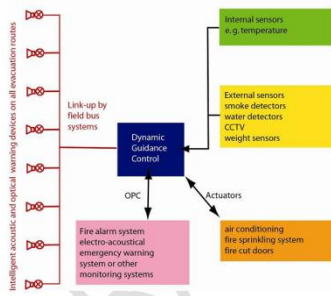 Intelligent acoustic and optical warning devices on all evacuation routes
Link-up by
field bus
systems
Internal sensors
e. g. temperature
External sensors
smoke detectors
water detectors
CCTV
weight sensors
Dynamic
Guidance
Control
OPC
Actuators
Fire alarm system
electro-acoustical
emergency warning
system or other
monitoring systems
air conditioning
fire sprinkling system
fire cut doors